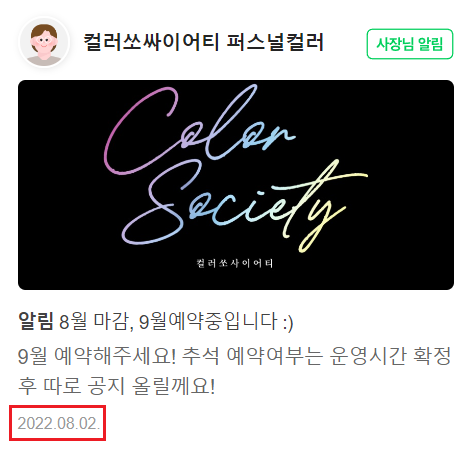 컬러쏘싸이어티 퍼스널컬러
사장님 알림
Color
Society
컬러쏘사이어티
알림 8월 마감, 9월예약중입니다 :)
9월 예약해주세요! 추석 예약여부는 운영시간 확정
후 따로 공지 올릴께요!
2022.08.02.